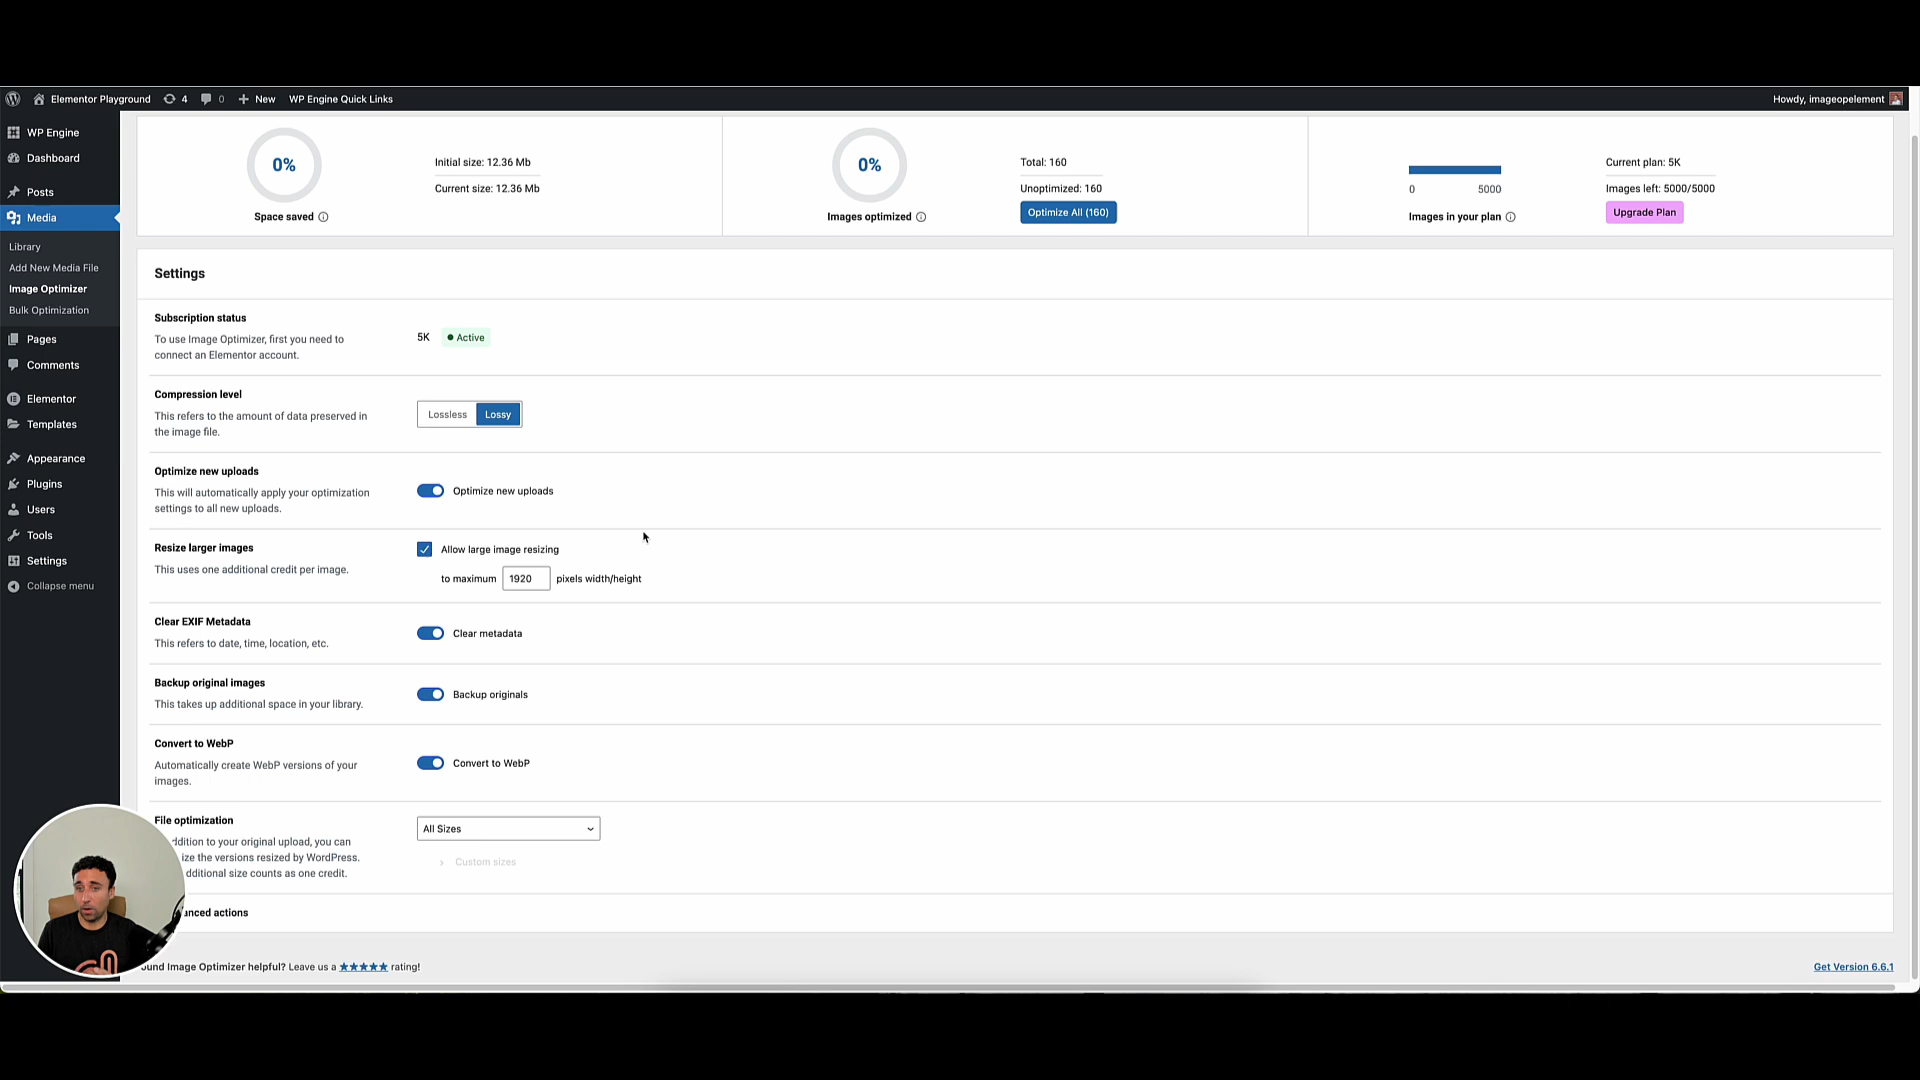 Elementor Playground 4 0 New WP Engine Quick Links Howdy, imageopelement
WP Engine
Dashboard
Posts
Media
Library
Add New Media File
Image Optimizer
Bulk Optimization
Pages
Comments
Elementor
Templates
Appearance
Plugins
Users
Tools
Settings
Collapse menu
0%
Space saved
Initial size: 12.36 Mb
Current size: 12.36 Mb
0%
Images optimized
Total: 160
Unoptimized: 160
Optimize All (160)
0 5000
Images in your plan
Current plan: 5K
Images left: 5000/5000
Upgrade Plan
Settings
Subscription status
To use Image Optimizer, first you need to
connect an Elementor account.
5K Active
Compression level
This refers to the amount of data preserved in
the image file.
Lossless Lossy
Optimize new uploads
This will automatically apply your optimization
settings to all new uploads.
Optimize new uploads
Resize larger images
This uses one additional credit per image.
Allow large image resizing
to maximum 1920 pixels width/height
Clear EXIF Metadata
This refers to date, time, location, etc.
Clear metadata
Backup original images
This takes up additional space in your library.
Backup originals
Convert to WebP
Automatically create WebP versions of your
images.
Convert to WebP
File optimization
ddition to your original upload, you can
ize the versions resized by WordPress.
dditional size counts as one credit.
All Sizes
Custom sizes
anced actions
ound Image Optimizer helpful? Leave us a ★★★★★ rating!
Get Version 6.6.1